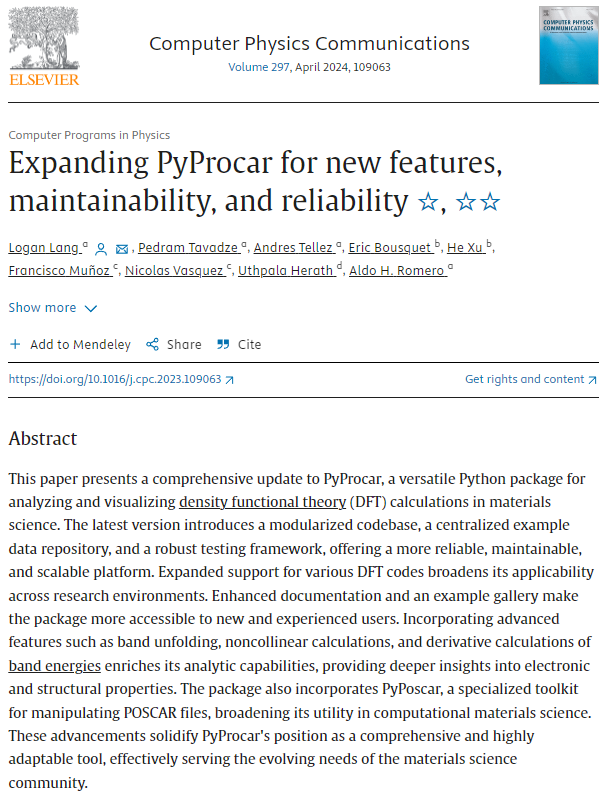 ELSEVIER
Computer Physics Communications
Volume 297, April 2024, 109063
COMPUTER PHYSICS
COMMUNICATIONS
Computer Programs in Physics
Expanding PyProcar for new features,
maintainability, and reliability ☆, ☆☆
Logan Lang a, Pedram Tavadze a, Andres Tellez a, Eric Bousquet b, He Xu b,
Francisco Muñoz c, Nicolas Vasquez c, Uthpala Herath d, Aldo H. Romero a
Show more
+ Add to Mendeley Share Cite
https://doi.org/10.1016/j.cpc.2023.109063 Get rights and content
Abstract
This paper presents a comprehensive update to PyProcar, a versatile Python package for
analyzing and visualizing density functional theory (DFT) calculations in materials
science. The latest version introduces a modularized codebase, a centralized example
data repository, and a robust testing framework, offering a more reliable, maintainable,
and scalable platform. Expanded support for various DFT codes broadens its applicability
across research environments. Enhanced documentation and an example gallery make
the package more accessible to new and experienced users. Incorporating advanced
features such as band unfolding, noncollinear calculations, and derivative calculations of
band energies enriches its analytic capabilities, providing deeper insights into electronic
and structural properties. The package also incorporates PyPoscar, a specialized toolkit
for manipulating POSCAR files, broadening its utility in computational materials science.
These advancements solidify PyProcar's position as a comprehensive and highly
adaptable tool, effectively serving the evolving needs of the materials science
community.